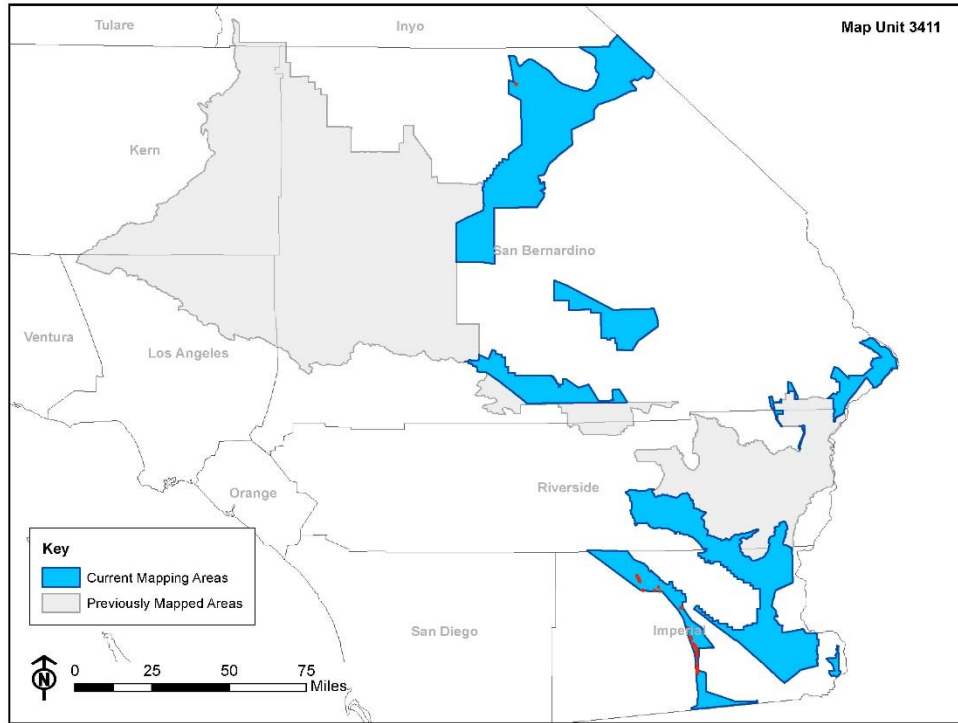 Tulare
Inyo
Map Unit 3411
Kern
San Bernardino
Ventura
Los Angeles
Orange
Riverside
Key
Current Mapping Areas
Previously Mapped Areas
San Diego
Imperial
N
0 25 50 75
Miles